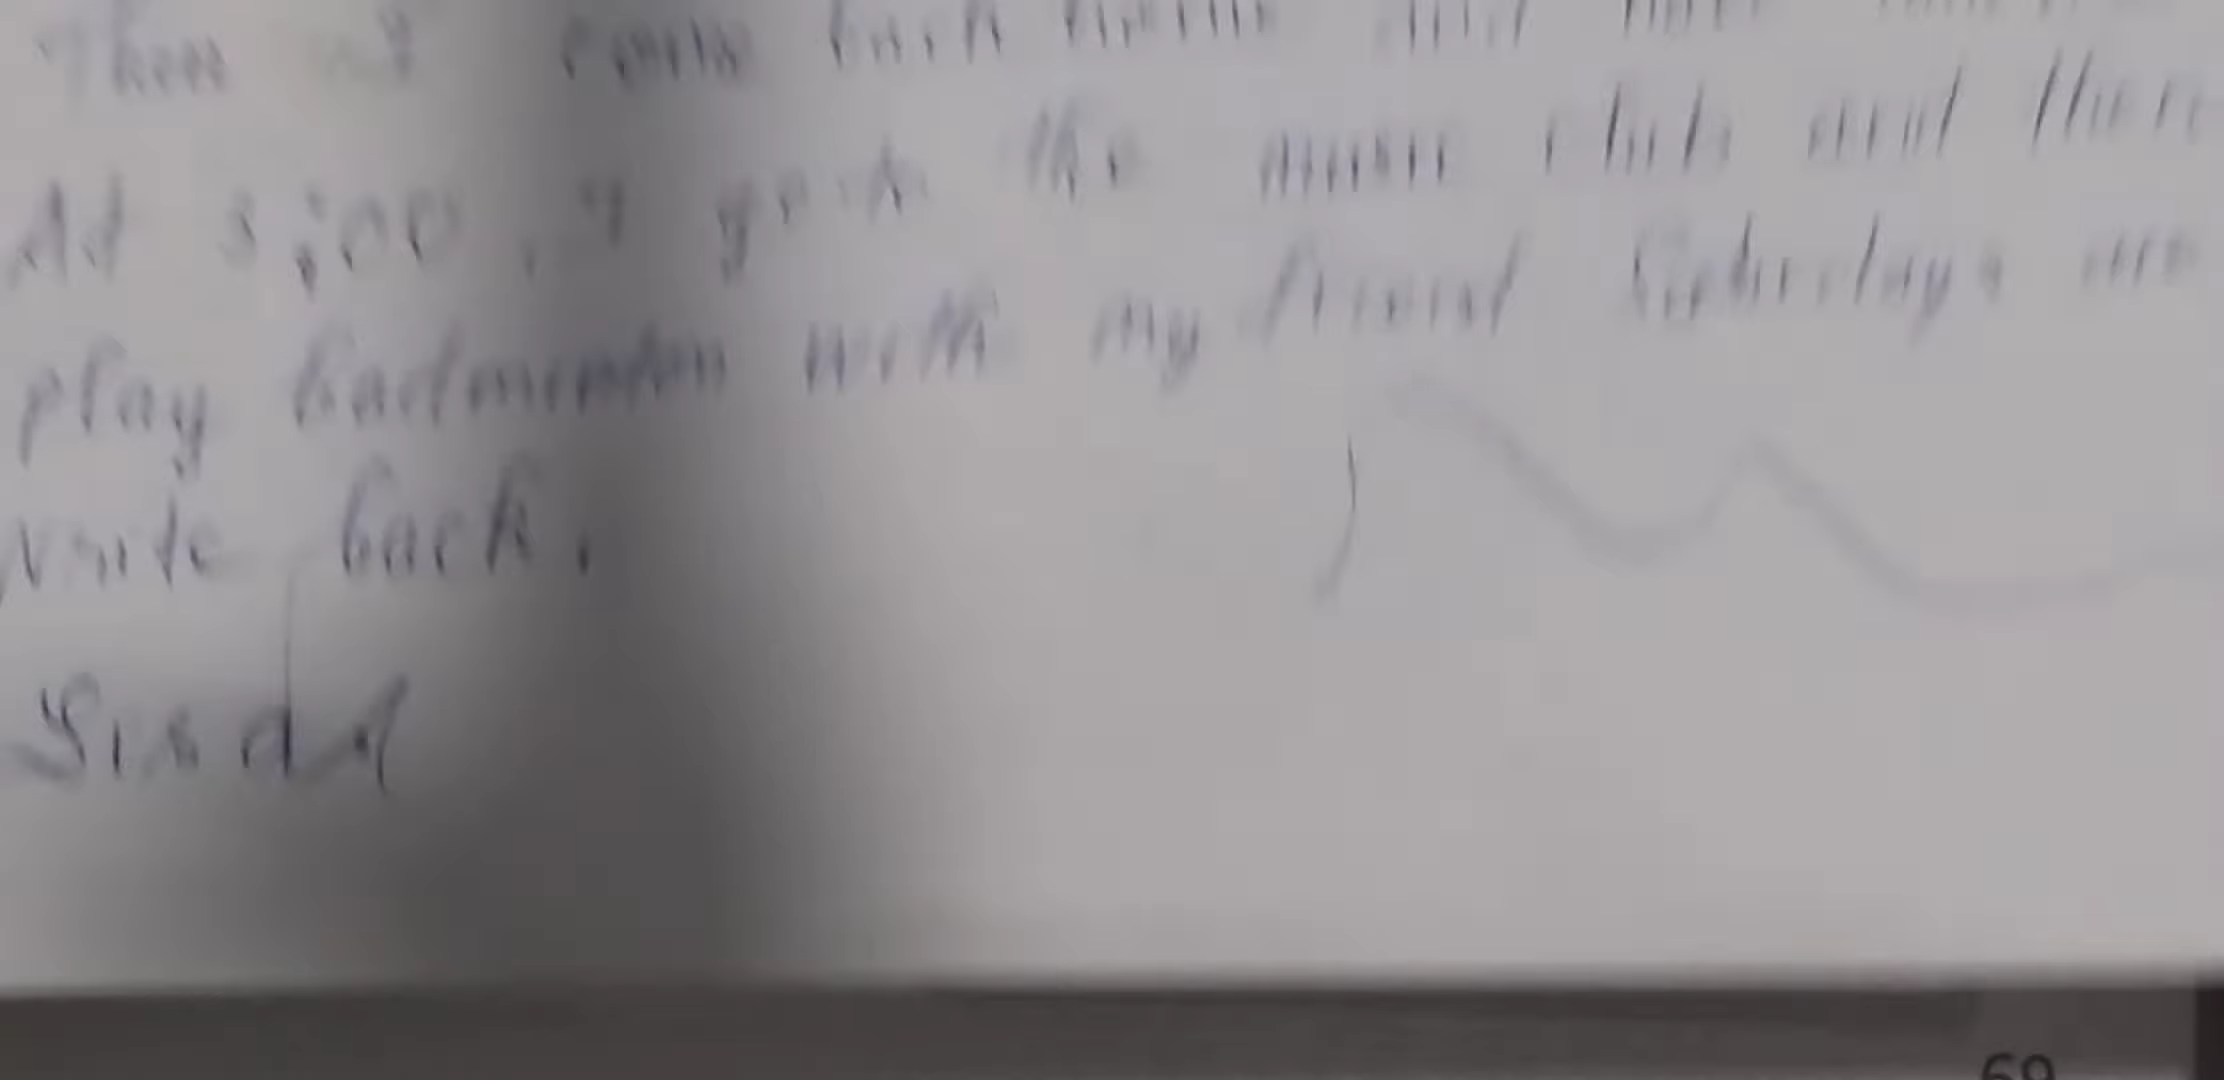 Then I come back home and have
At 5:00, I go to the music club and then
play badminton with my friend Saturdays are
Write back.
69